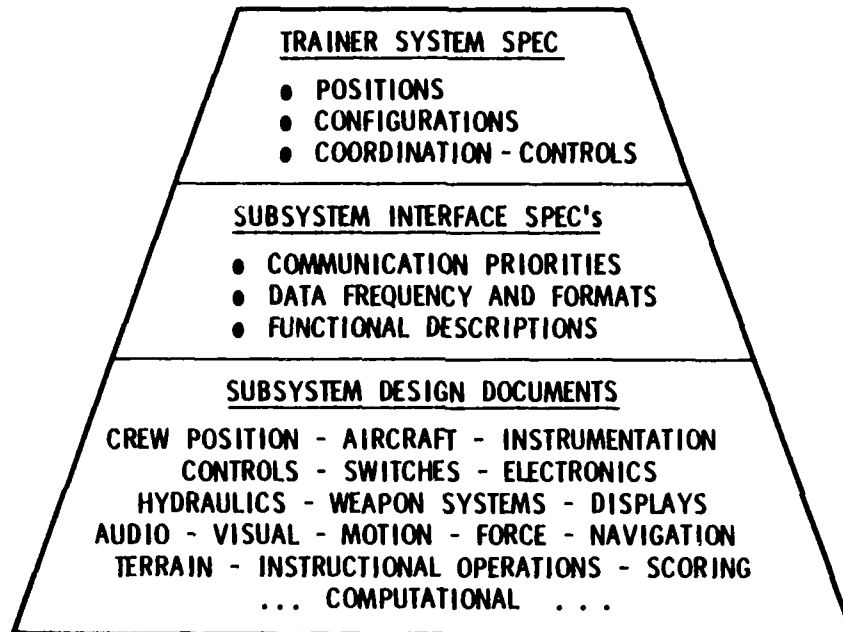 TRAINER SYSTEM SPEC
● POSITIONS
● CONFIGURATIONS
● COORDINATION - CONTROLS
SUBSYSTEM INTERFACE SPEC's
● COMMUNICATION PRIORITIES
● DATA FREQUENCY AND FORMATS
● FUNCTIONAL DESCRIPTIONS
SUBSYSTEM DESIGN DOCUMENTS
CREW POSITION - AIRCRAFT - INSTRUMENTATION
CONTROLS - SWITCHES - ELECTRONICS
HYDRAULICS - WEAPON SYSTEMS - DISPLAYS
AUDIO - VISUAL - MOTION - FORCE - NAVIGATION
TERRAIN - INSTRUCTIONAL OPERATIONS - SCORING
... COMPUTATIONAL ...